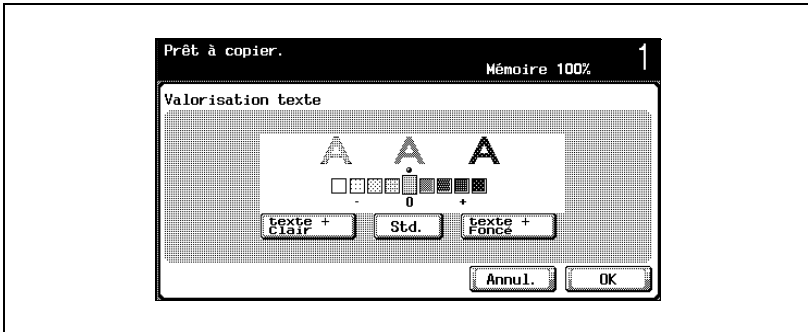 Prêt à copier.
Mémoire 100% 1
Valorisation texte
A A A
- 0 +
texte + Clair
Std.
texte + Foncé
Annul. OK